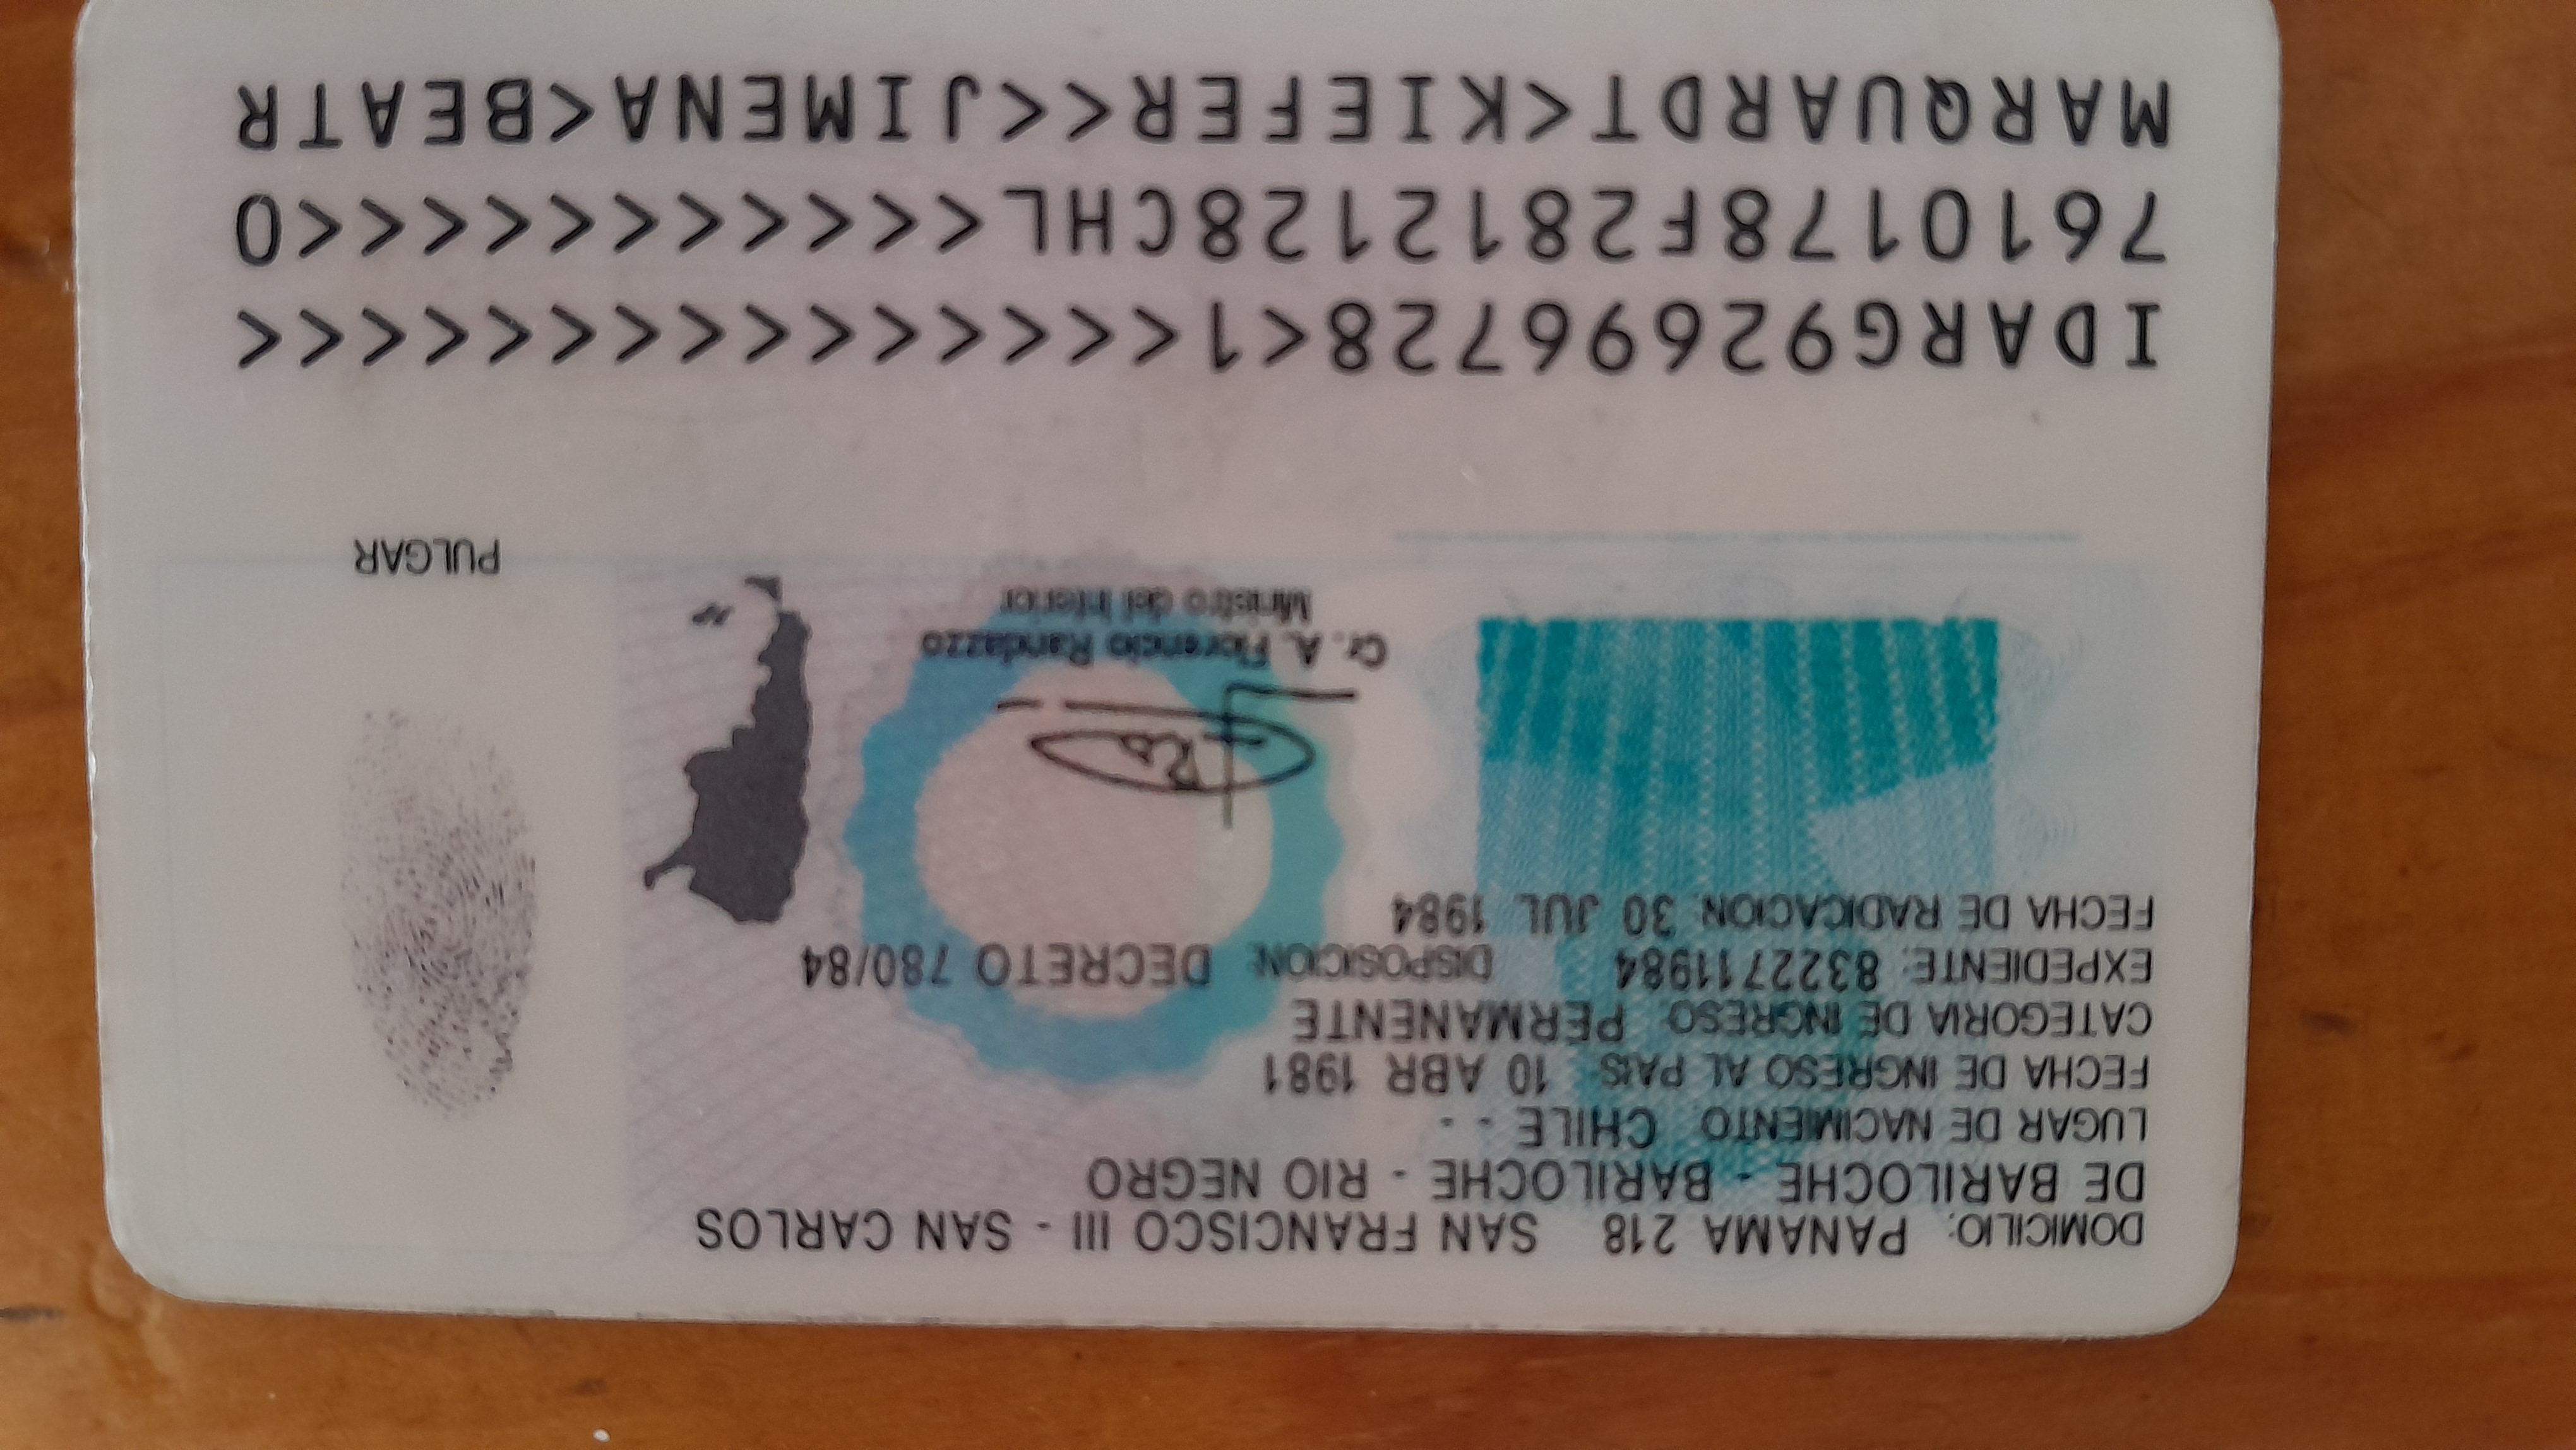 DOMICILIO: PANAMA 218 SAN FRANCISCO III - SAN CARLOS
DE BARILOCHE - BARILOCHE - RIO NEGRO
LUGAR DE NACIMIENTO CHILE - -
FECHA DE INGRESO AL PAIS: 10 ABR 1981
CATEGORIA DE INGRESO: PERMANENTE
EXPEDIENTE: 8322711984 DISPOSICION: DECRETO 780/84
FECHA DE RADICACION: 30 JUL 1984
Cr. A. Florencio Randazzo
Ministro del Interior
PULGAR
IDARG92696728<1<<<<<<<<<<<<<<<
7610178F2812128CHL<<<<<<<<<<<0
MARQUARDT<KIEFER<<JIMENA<BEATR